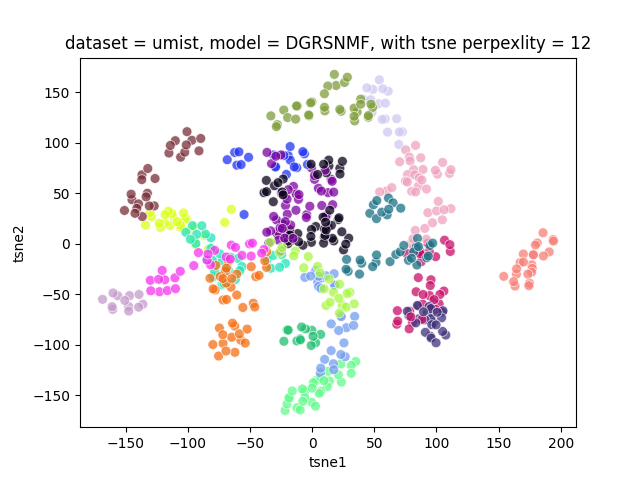 dataset = umist, model = DGRSNMF, with tsne perpexlity = 12
tsne2
150
100
50
0
−50
−100
−150
−150 −100 −50 0 50 100 150 200
tsne1